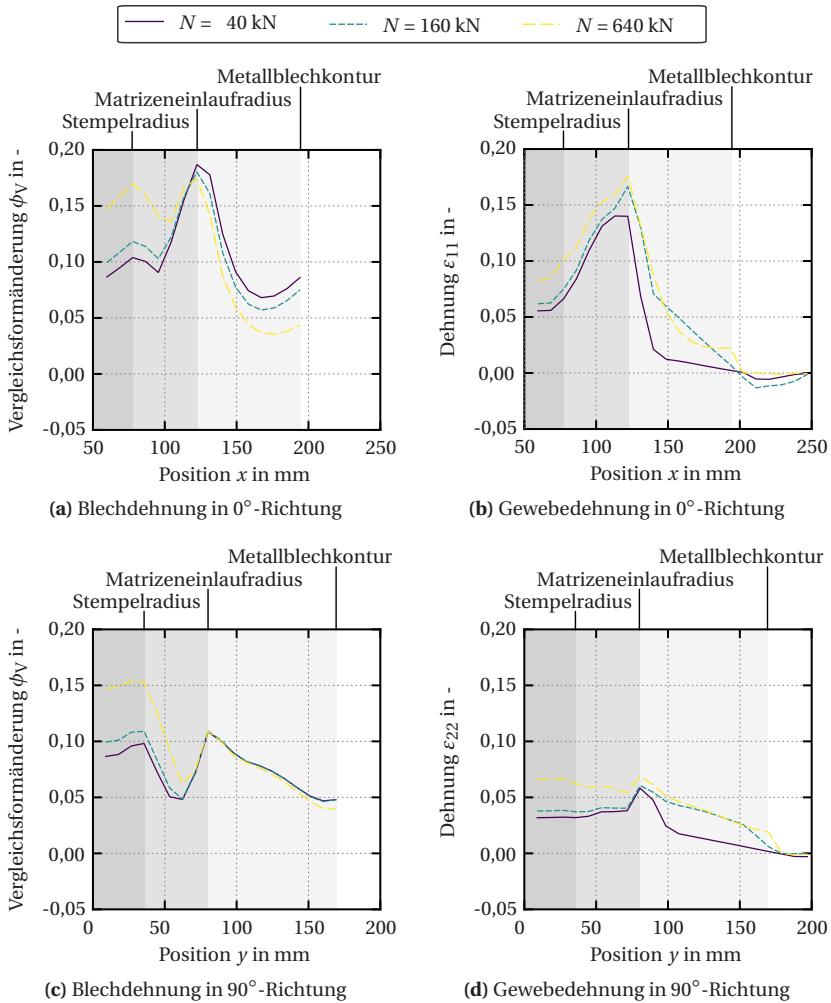 N = 40 kN N = 160 kN N = 640 kN
Metallblechkontur
Matrizeneinlaufradius
Stempelradius
Vergleichsformänderung ϕV in -
0,20
0,15
0,10
0,05
0,00
-0,05
50 100 150 200 250
Position x in mm
(a) Blechdehnung in 0°-Richtung
Metallblechkontur
Matrizeneinlaufradius
Stempelradius
Dehnung ε11 in -
0,20
0,15
0,10
0,05
0,00
-0,05
50 100 150 200 250
Position x in mm
(b) Gewebedehnung in 0°-Richtung
Metallblechkontur
Matrizeneinlaufradius
Stempelradius
Vergleichsformänderung ϕV in -
0,20
0,15
0,10
0,05
0,00
-0,05
0 50 100 150 200
Position y in mm
(c) Blechdehnung in 90°-Richtung
Metallblechkontur
Matrizeneinlaufradius
Stempelradius
Dehnung ε22 in -
0,20
0,15
0,10
0,05
0,00
-0,05
0 50 100 150 200
Position y in mm
(d) Gewebedehnung in 90°-Richtung